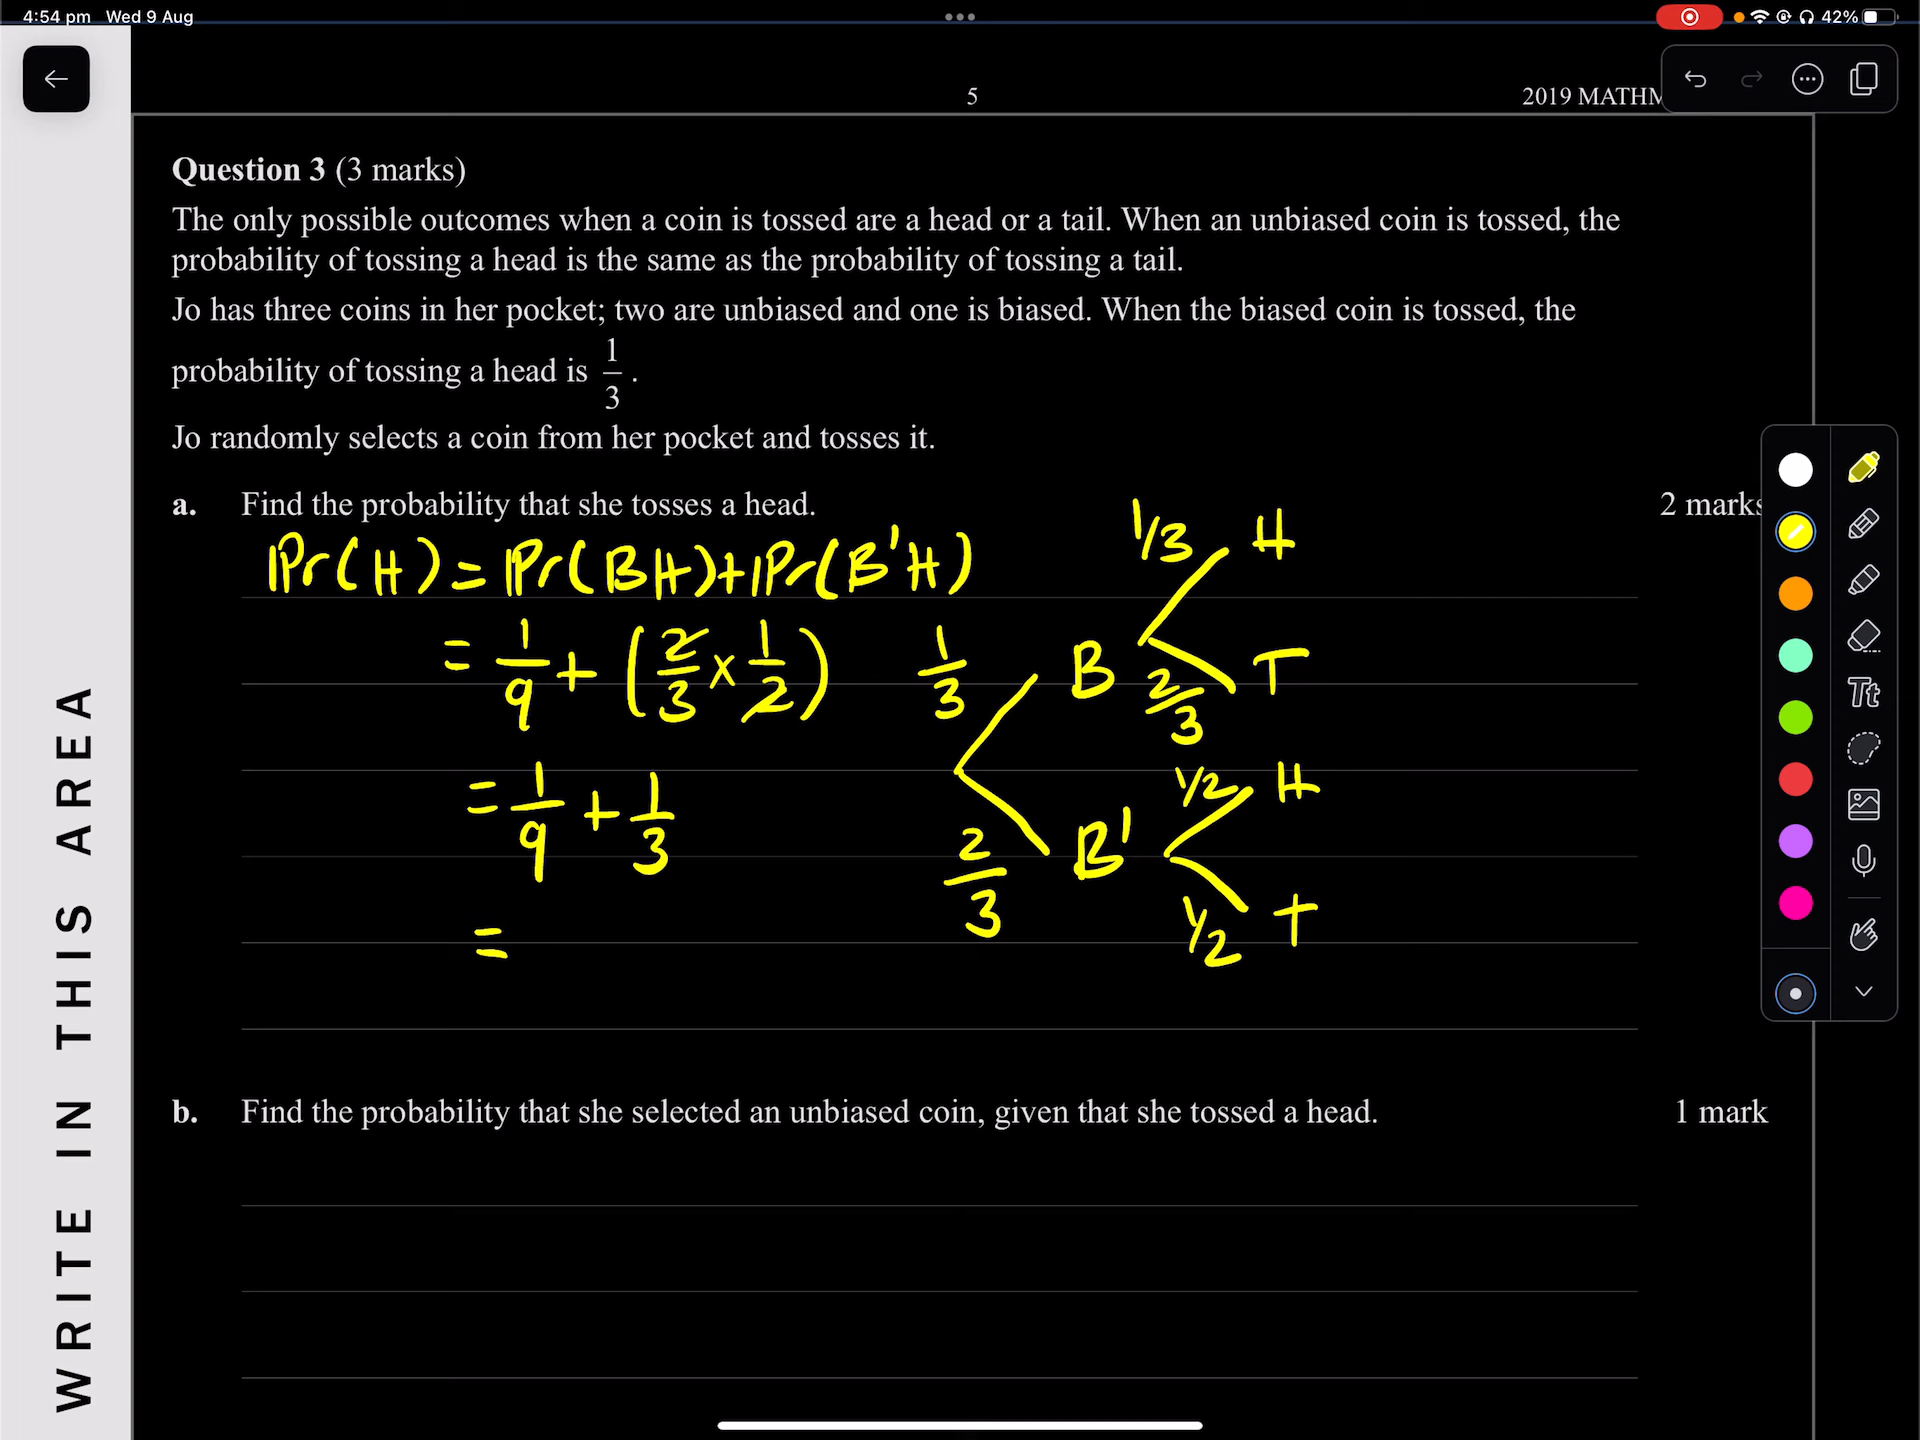 4:54 pm Wed 9 Aug
42%
5
2019 MATHM
Question 3 (3 marks)
The only possible outcomes when a coin is tossed are a head or a tail. When an unbiased coin is tossed, the
probability of tossing a head is the same as the probability of tossing a tail.
Jo has three coins in her pocket; two are unbiased and one is biased. When the biased coin is tossed, the
probability of tossing a head is 1/3.
Jo randomly selects a coin from her pocket and tosses it.
a. Find the probability that she tosses a head. 2 marks
Pr(H) = Pr(BH) + Pr(B'H)
= 1/9 + (2/3 × 1/2)
= 1/9 + 1/3
=
1/3 H
1/3 B
2/3 T
1/2 H
2/3 B'
1/2 T
b. Find the probability that she selected an unbiased coin, given that she tossed a head. 1 mark
WRITE IN THIS AREA
Tt